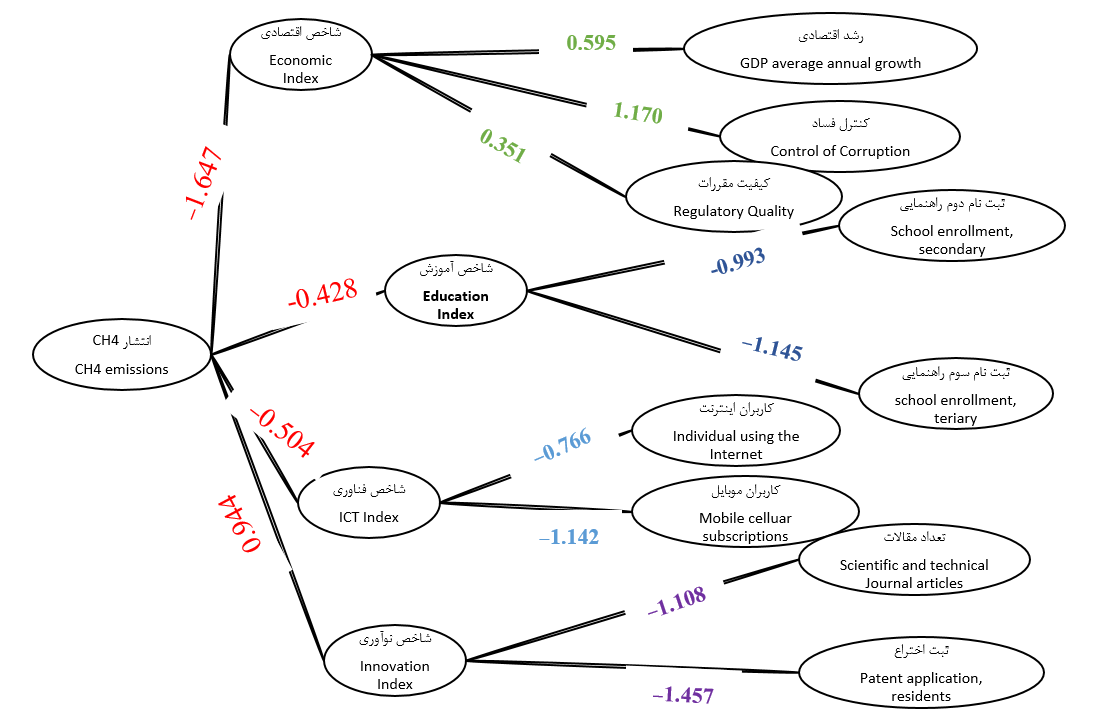 شاخص اقتصادی
Economic
Index
0.595
رشد اقتصادی
GDP average annual growth
1.170
کنترل فساد
Control of Corruption
0.351
کیفیت مقررات
Regulatory Quality
−1.647
ثبت نام دوم راهنمایی
School enrollment,
secondary
-0.993
شاخص آموزش
Education
Index
-0.428
−1.145
ثبت نام سوم راهنمایی
school enrollment,
teriary
انتشار CH4
CH4 emissions
−0.504
کاربران اینترنت
Individual using the
Internet
−0.766
شاخص فناوری
ICT Index
کاربران موبایل
Mobile celluar
subscriptions
−1.142
0.944
تعداد مقالات
Scientific and technical
Journal articles
−1.108
شاخص نوآوری
Innovation
Index
ثبت اختراع
Patent application,
residents
−1.457